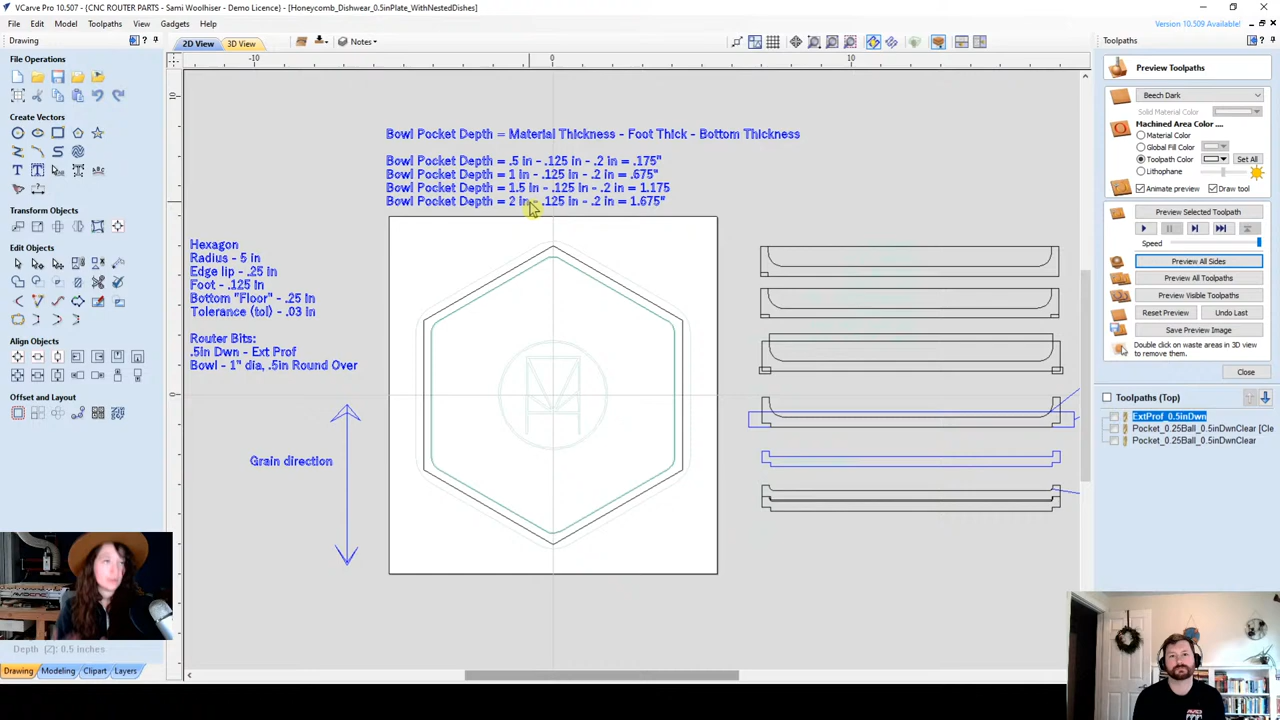 VCarve Pro 10.507 - {CNC ROUTER PARTS - Sami Woolhiser - Demo Licence} - [Honeycomb_Dishwear_0.5inPlate_WithNestedDishes]
File Edit Model Toolpaths View Gadgets Help
Version 10.509 Available!
Drawing
2D View
3D View
Notes
Toolpaths
-10
0
10
File Operations
Create Vectors
Transform Objects
Edit Objects
Align Objects
Offset and Layout
10
0
Bowl Pocket Depth = Material Thickness - Foot Thick - Bottom Thickness
Bowl Pocket Depth = .5 in - .125 in - .2 in = .175"
Bowl Pocket Depth = 1 in - .125 in - .2 in = .675"
Bowl Pocket Depth = 1.5 in - .125 in - .2 in = 1.175
Bowl Pocket Depth = 2 in - .125 in - .2 in = 1.675"
Hexagon
Radius - 5 in
Edge lip - .25 in
Foot - .125 in
Bottom "Floor" - .25 in
Tolerance (tol) - .03 in
Router Bits:
.5in Dwn - Ext Prof
Bowl - 1" dia, .5in Round Over
Grain direction
Preview Toolpaths
Beech Dark
Solid Material Color
Machined Area Color ....
Material Color
Global Fill Color
Toolpath Color
Set All
Lithophane
Animate preview
Draw tool
Preview Selected Toolpath
Speed
Preview All Sides
Preview All Toolpaths
Preview Visible Toolpaths
Reset Preview
Undo Last
Save Preview Image
Double click on waste areas in 3D view
to remove them.
Close
Toolpaths (Top)
ExtProf_0.5inDwn
Pocket_0.25Ball_0.5inDwnClear [Cle
Pocket_0.25Ball_0.5inDwnClear
Depth (Z): 0.5 inches
Drawing
Modeling
Clipart
Layers